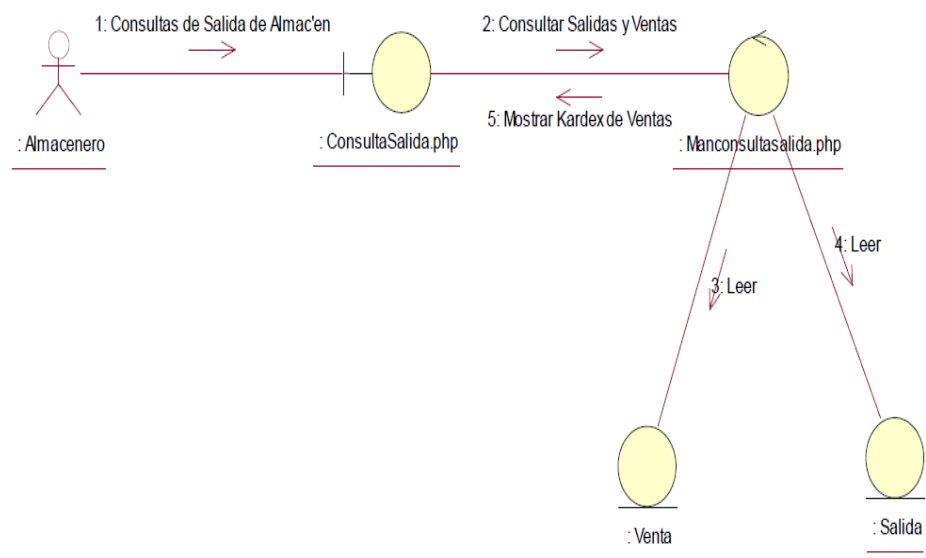 1: Consultas de Salida de Almac'en
2: Consultar Salidas y Ventas
5: Mostrar Kardex de Ventas
: Almacenero
: ConsultaSalida.php
: Manconsultasalida.php
4: Leer
3: Leer
: Venta
: Salida